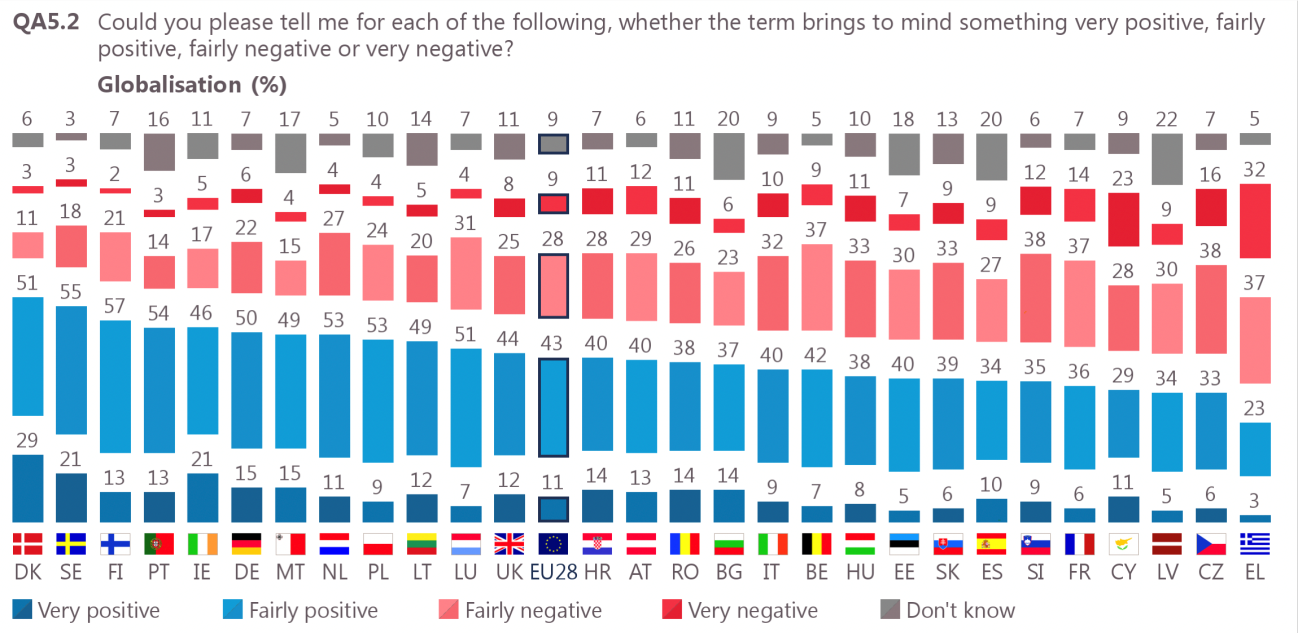 QA5.2 Could you please tell me for each of the following, whether the term brings to mind something very positive, fairly
positive, fairly negative or very negative?
Globalisation (%)
6 3 7 16 11 7 17 5 10 14 7 11 9 7 6 11 20 9 5 10 18 13 20 6 7 9 22 7 5
3 3 2 3 5 6 4 4 4 5 4 8 9 11 12 11 6 10 9 11 7 9 9 12 14 23 9 16 32
11 18 21 14 17 22 15 27 24 20 31 25 28 28 29 26 23 32 37 33 30 33 27 38 37 28 30 38 37
51 55 57 54 46 50 49 53 53 49 51 44 43 40 40 38 37 40 42 38 40 39 34 35 36 29 34 33 23
29 21 13 13 21 15 15 11 9 12 7 12 11 14 13 14 14 9 7 8 5 6 10 9 6 11 5 6 3
DK SE FI PT IE DE MT NL PL LT LU UK EU28 HR AT RO BG IT BE HU EE SK ES SI FR CY LV CZ EL
Very positive Fairly positive Fairly negative Very negative Don't know